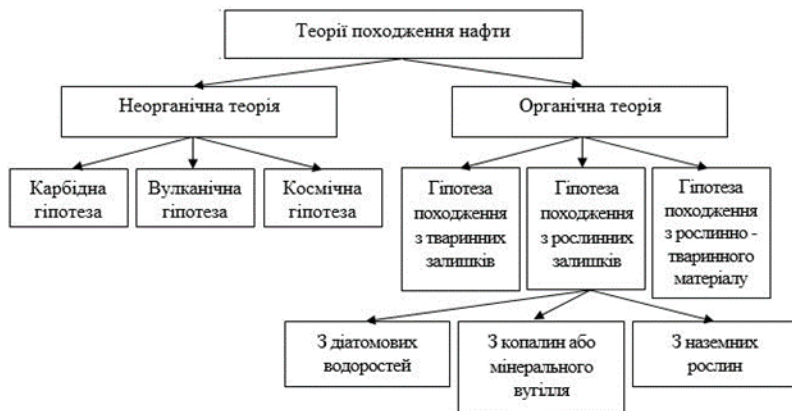 Теорії походження нафти
Неорганічна теорія
Органічна теорія
Карбідна
гіпотеза
Вулканічна
гіпотеза
Космічна
гіпотеза
Гіпотеза
походження
з тваринних
залишків
Гіпотеза
походження
з рослинних
залишків
Гіпотеза
походження
з рослинно -
тваринного
матеріалу
З діатомових
водоростей
З копалин або
мінерального
вугілля
З наземних
рослин